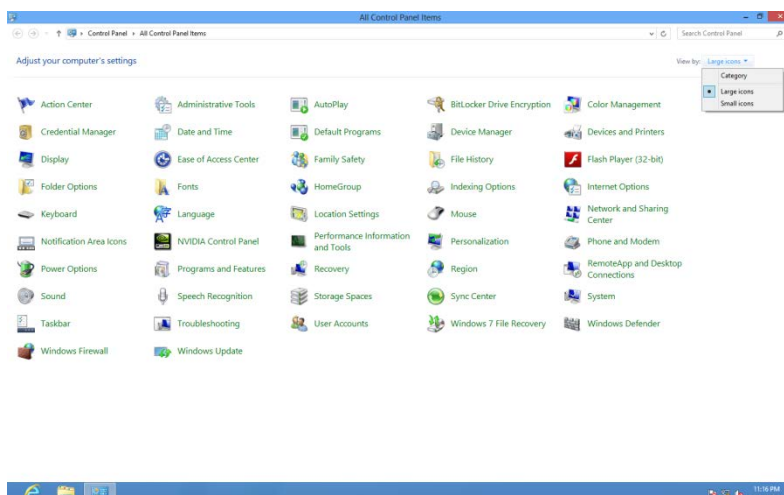 All Control Panel Items
Control Panel All Control Panel Items
Search Control Panel
Adjust your computer's settings
View by: Large icons
Category
Large icons
Small icons
Action Center
Administrative Tools
AutoPlay
BitLocker Drive Encryption
Color Management
Credential Manager
Date and Time
Default Programs
Device Manager
Devices and Printers
Display
Ease of Access Center
Family Safety
File History
Flash Player (32-bit)
Folder Options
Fonts
HomeGroup
Indexing Options
Internet Options
Keyboard
Language
Location Settings
Mouse
Network and Sharing
Center
Notification Area Icons
NVIDIA Control Panel
Performance Information
and Tools
Personalization
Phone and Modem
Power Options
Programs and Features
Recovery
Region
RemoteApp and Desktop
Connections
Sound
Speech Recognition
Storage Spaces
Sync Center
System
Taskbar
Troubleshooting
User Accounts
Windows 7 File Recovery
Windows Defender
Windows Firewall
Windows Update
11:16 PM